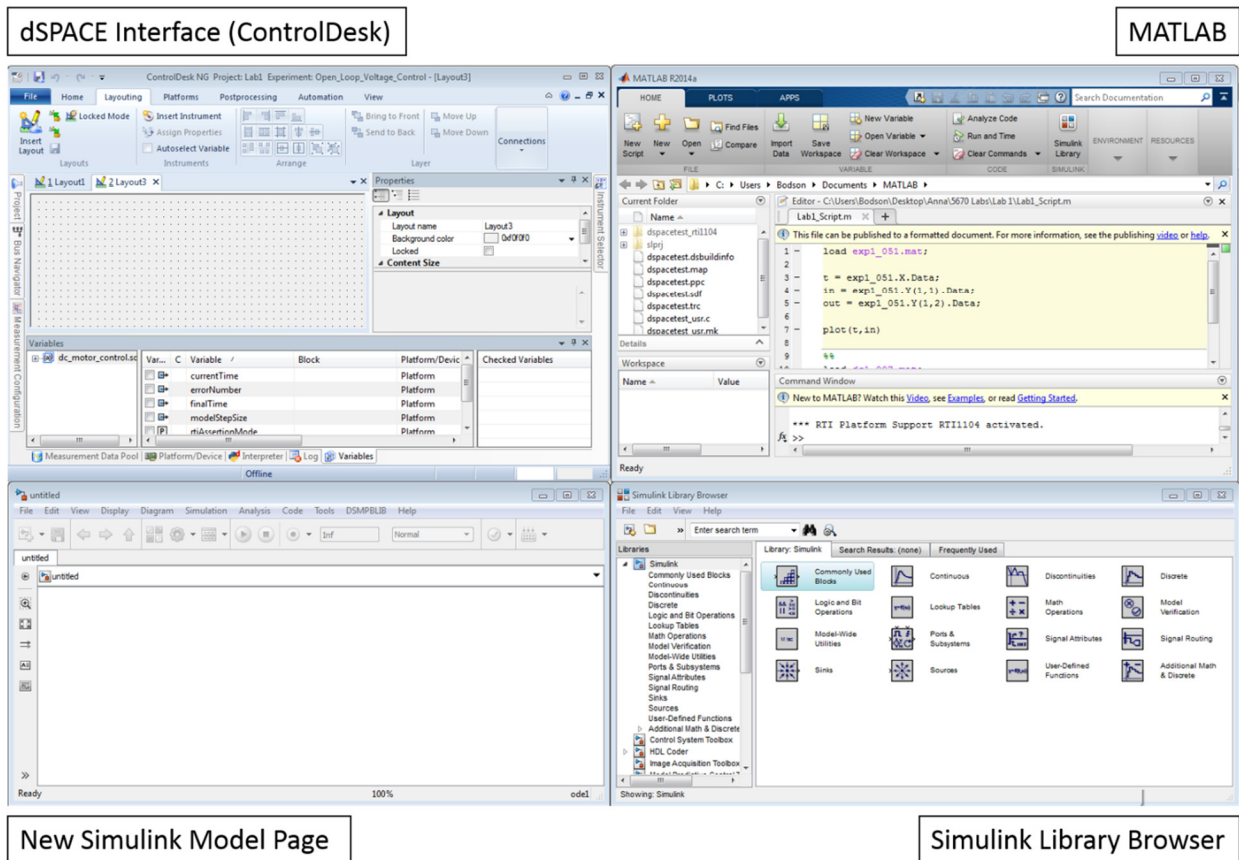 dSPACE Interface (ControlDesk)
MATLAB
ControlDesk NG Project: Lab1 Experiment: Open_Loop_Voltage_Control - [Layout3]
File Home Layouting Platforms Postprocessing Automation View
Insert Layout
Locked Mode
Layouts
Insert Instrument
Assign Properties
Autoselect Variable
Instruments
Arrange
Bring to Front Move Up
Send to Back Move Down
Layer
Connections
1 Layout1 2 Layout3
Project
Bus Navigator
Measurement Configuration
Properties
Layout
Layout name Layout3
Background color 0xf0f0f0
Locked
Content Size
Instrument Selector
Variables
dc_motor_control.sd
Var... C Variable Block Platform/Devic Checked Variables
currentTime Platform
errorNumber Platform
finalTime Platform
modelStepSize Platform
rtiAssertionMode Platform
Measurement Data Pool Platform/Device Interpreter Log Variables
Offline
MATLAB R2014a
HOME PLOTS APPS Search Documentation
New Script
New
Open
Find Files
Compare
FILE
Import Data
Save Workspace
New Variable
Open Variable
Clear Workspace
VARIABLE
Analyze Code
Run and Time
Clear Commands
CODE
Simulink Library
SIMULINK
ENVIRONMENT
RESOURCES
C: Users Bodson Documents MATLAB
Current Folder
Name
dspacetest_rti1104
slprj
dspacetest.dsbuildinfo
dspacetest.map
dspacetest.ppc
dspacetest.sdf
dspacetest.trc
dspacetest_usr.c
dspacetest_usr.mk
Details
Workspace
Name Value
Editor - C:\Users\Bodson\Desktop\Anna\5670 Labs\Lab 1\Lab1_Script.m
Lab1_Script.m
This file can be published to a formatted document. For more information, see the publishing video or help.
1 load exp1_051.mat;
2
3 t = exp1_051.X.Data;
4 in = exp1_051.Y(1,1).Data;
5 out = exp1_051.Y(1,2).Data;
6
7 plot(t,in)
8
9 %%
Command Window
New to MATLAB? Watch this Video, see Examples, or read Getting Started.
*** RTI Platform Support RTI1104 activated.
fx >>
Ready
untitled
File Edit View Display Diagram Simulation Analysis Code Tools DSMPBLIB Help
Inf Normal
untitled
untitled
Ready 100% ode1
Simulink Library Browser
File Edit View Help
Enter search term
Libraries
Simulink
Commonly Used Blocks
Continuous
Discontinuities
Discrete
Logic and Bit Operations
Lookup Tables
Math Operations
Model Verification
Model-Wide Utilities
Ports & Subsystems
Signal Attributes
Signal Routing
Sinks
Sources
User-Defined Functions
Additional Math & Discrete
Control System Toolbox
HDL Coder
Image Acquisition Toolbox
Library: Simulink Search Results: (none) Frequently Used
Commonly Used Blocks
Continuous
Discontinuities
Discrete
Logic and Bit Operations
Lookup Tables
Math Operations
Model Verification
Model-Wide Utilities
Ports & Subsystems
Signal Attributes
Signal Routing
Sinks
Sources
User-Defined Functions
Additional Math & Discrete
Showing: Simulink
New Simulink Model Page
Simulink Library Browser